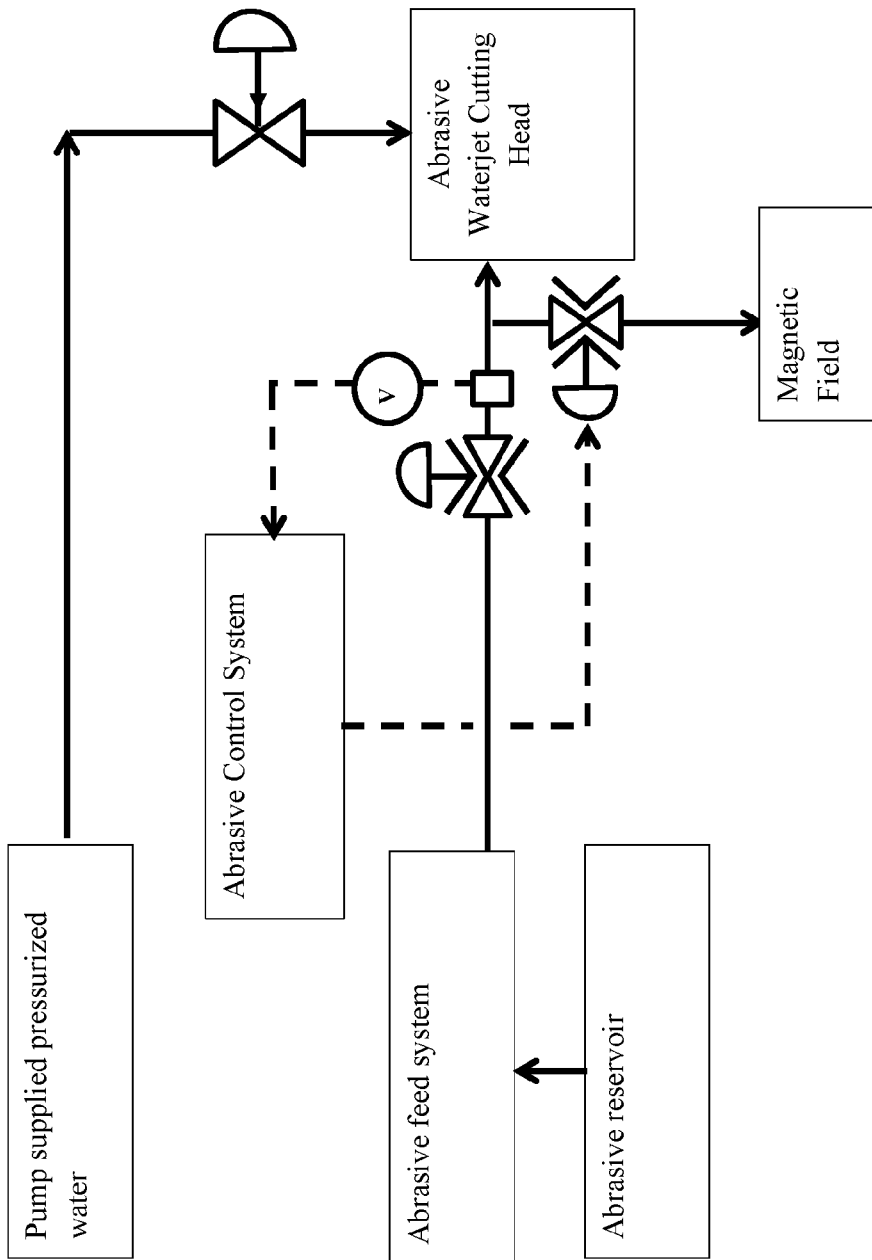 Pump supplied pressurized
water
Abrasive Control System
Abrasive feed system
Abrasive reservoir
v
Abrasive
Waterjet Cutting
Head
Magnetic
Field